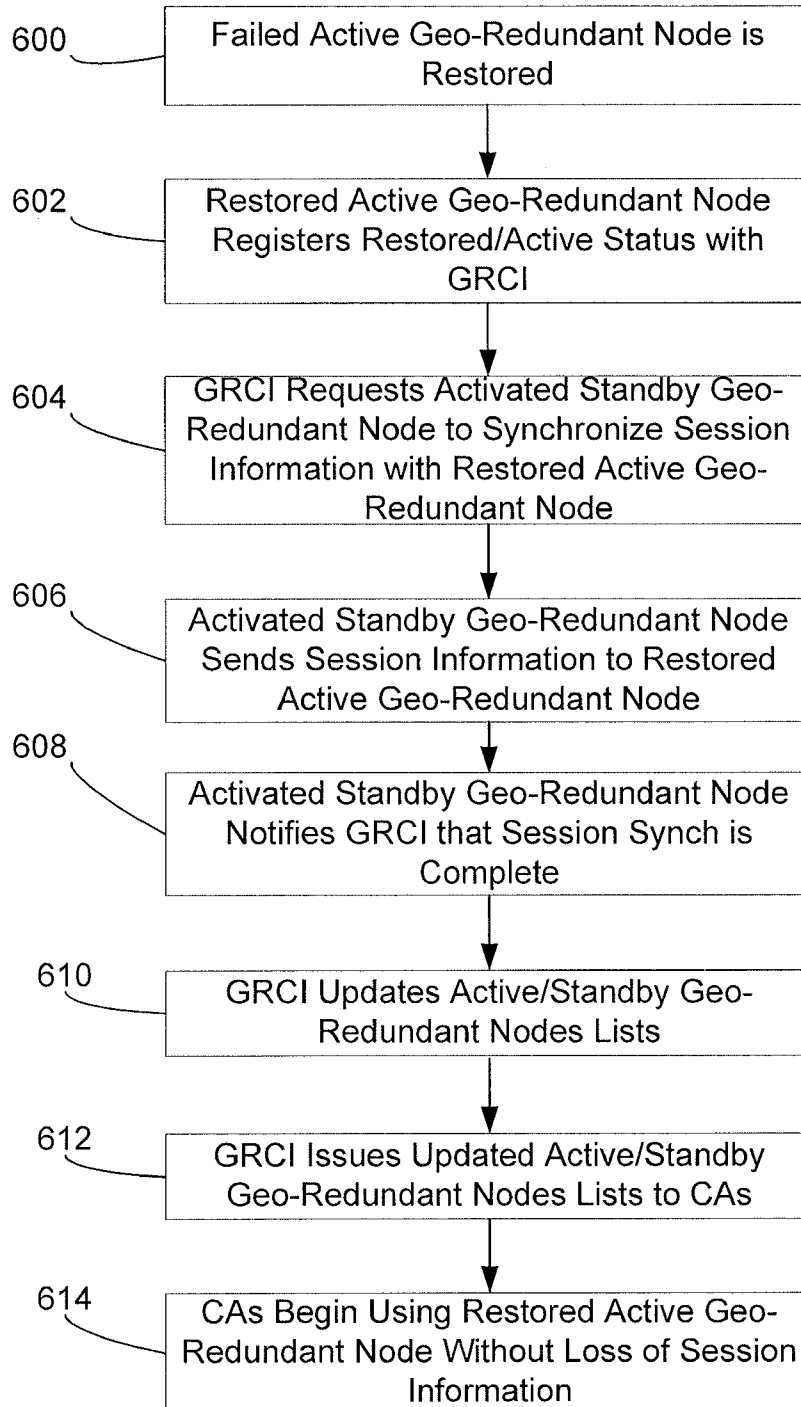 600
Failed Active Geo-Redundant Node is
Restored
602
Restored Active Geo-Redundant Node
Registers Restored/Active Status with
GRCI
604
GRCI Requests Activated Standby Geo-
Redundant Node to Synchronize Session
Information with Restored Active Geo-
Redundant Node
606
Activated Standby Geo-Redundant Node
Sends Session Information to Restored
Active Geo-Redundant Node
608
Activated Standby Geo-Redundant Node
Notifies GRCI that Session Synch is
Complete
610
GRCI Updates Active/Standby Geo-
Redundant Nodes Lists
612
GRCI Issues Updated Active/Standby
Geo-Redundant Nodes Lists to CAs
614
CAs Begin Using Restored Active Geo-
Redundant Node Without Loss of Session
Information